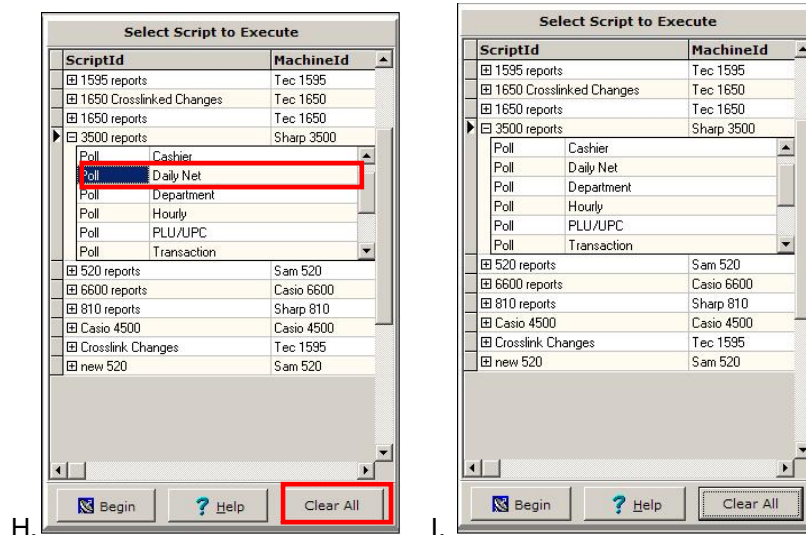 Select Script to Execute
ScriptId MachineId
1595 reports Tec 1595
1650 Crosslinked Changes Tec 1650
1650 reports Tec 1650
3500 reports Sharp 3500
Poll Cashier
Poll Daily Net
Poll Department
Poll Hourly
Poll PLU/UPC
Poll Transaction
520 reports Sam 520
6600 reports Casio 6600
810 reports Sharp 810
Casio 4500 Casio 4500
Crosslink Changes Tec 1595
new 520 Sam 520
Begin ? Help Clear All
H.
Select Script to Execute
ScriptId MachineId
1595 reports Tec 1595
1650 Crosslinked Changes Tec 1650
1650 reports Tec 1650
3500 reports Sharp 3500
Poll Cashier
Poll Daily Net
Poll Department
Poll Hourly
Poll PLU/UPC
Poll Transaction
520 reports Sam 520
6600 reports Casio 6600
810 reports Sharp 810
Casio 4500 Casio 4500
Crosslink Changes Tec 1595
new 520 Sam 520
Begin ? Help Clear All
I.